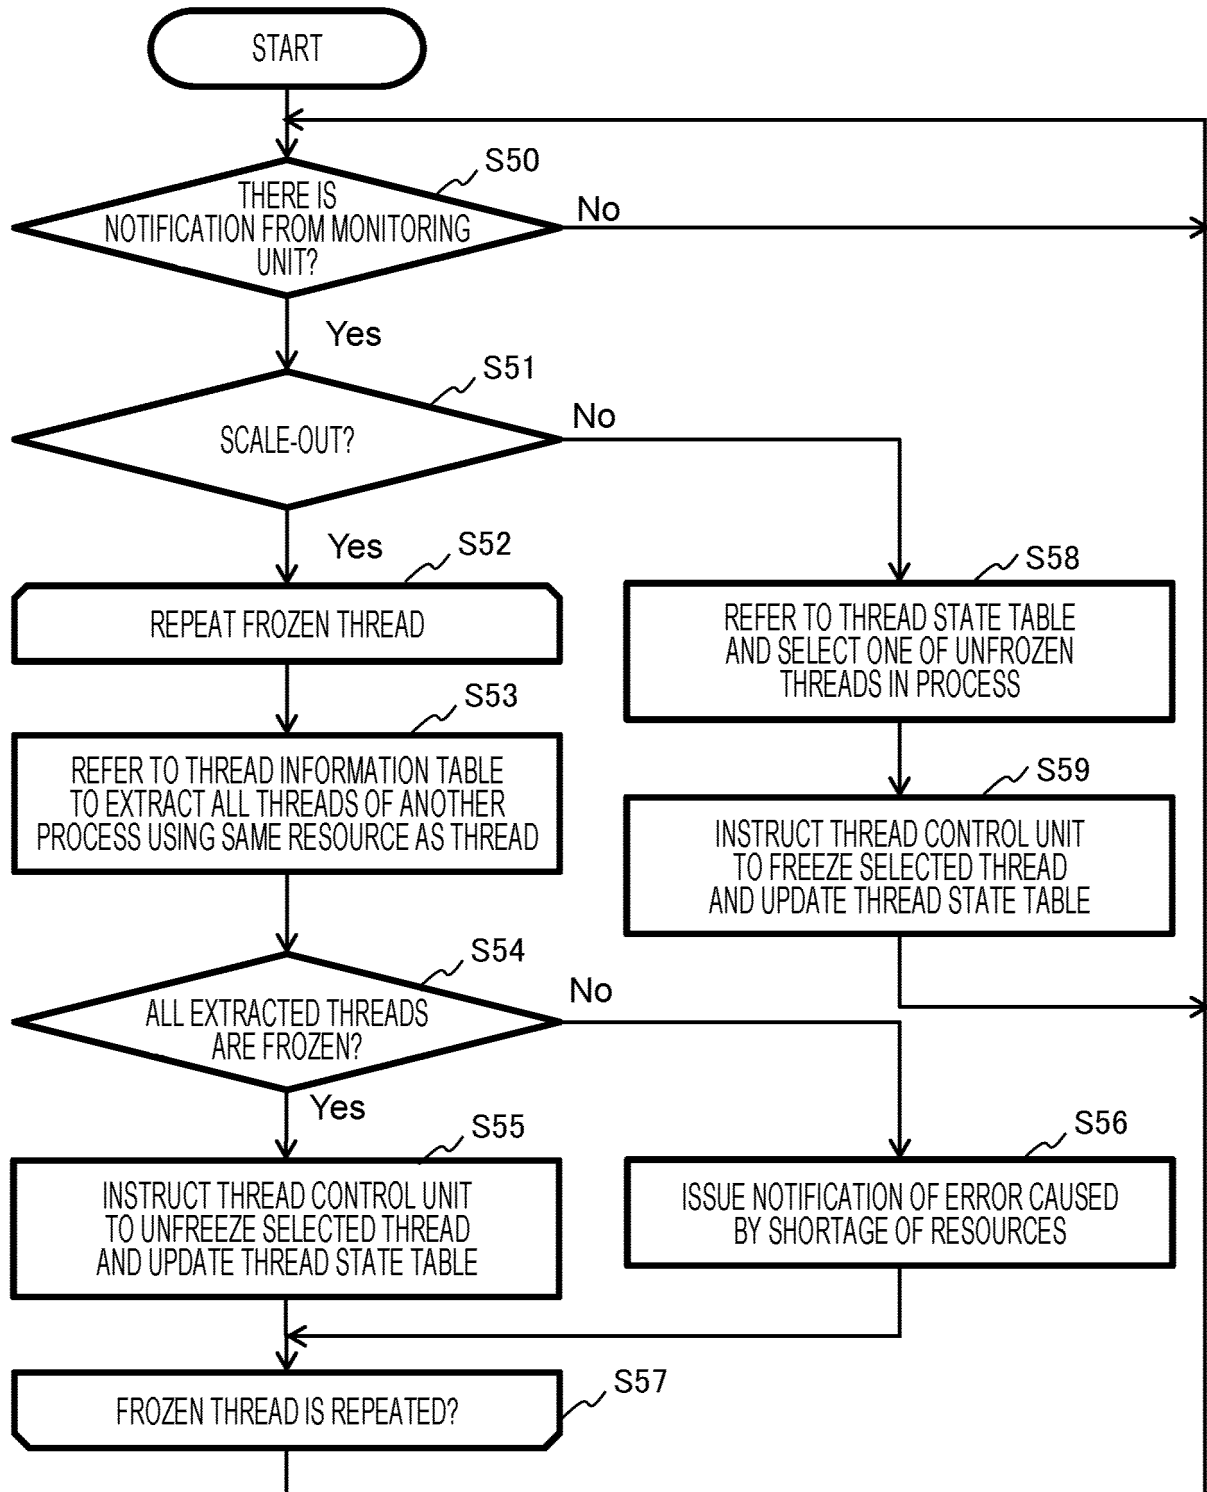 START
S50
THERE IS
NOTIFICATION FROM MONITORING
UNIT?
No
Yes
S51
SCALE-OUT?
No
Yes
S52
REPEAT FROZEN THREAD
S58
REFER TO THREAD STATE TABLE
AND SELECT ONE OF UNFROZEN
THREADS IN PROCESS
S53
REFER TO THREAD INFORMATION TABLE
TO EXTRACT ALL THREADS OF ANOTHER
PROCESS USING SAME RESOURCE AS THREAD
S59
INSTRUCT THREAD CONTROL UNIT
TO FREEZE SELECTED THREAD
AND UPDATE THREAD STATE TABLE
S54
ALL EXTRACTED THREADS
ARE FROZEN?
No
Yes
S55
INSTRUCT THREAD CONTROL UNIT
TO UNFREEZE SELECTED THREAD
AND UPDATE THREAD STATE TABLE
S56
ISSUE NOTIFICATION OF ERROR CAUSED
BY SHORTAGE OF RESOURCES
S57
FROZEN THREAD IS REPEATED?